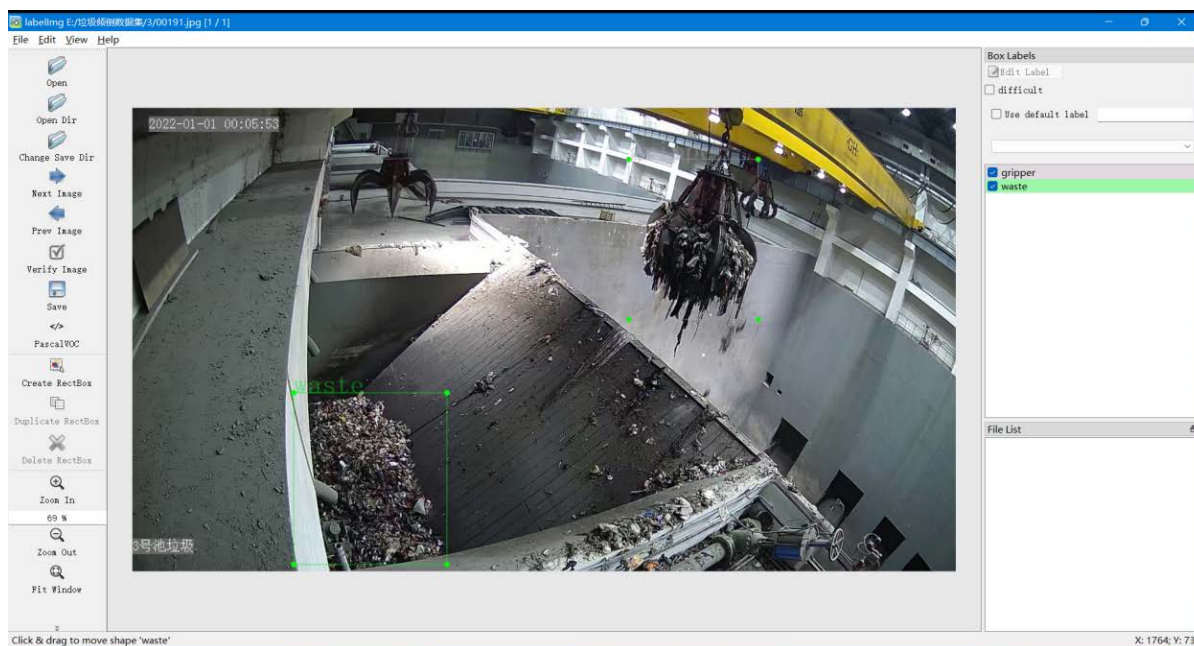 labelImg E:/垃圾倾倒数据集/3/00191.jpg [1 / 1]
File Edit View Help
Open
Open Dir
Change Save Dir
Next Image
Prev Image
Verify Image
Save
</>
PascalVOC
Create RectBox
Duplicate RectBox
Delete RectBox
Zoom In
69 %
Zoom Out
Fit Window
2022-01-01 00:05:53
GH
waste
3号池垃圾
Box Labels
Edit Label
difficult
Use default label
gripper
waste
File List
Click & drag to move shape 'waste'
X: 1764; Y: 73